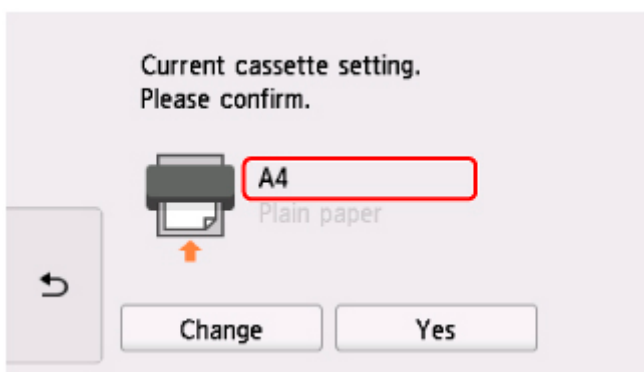 Current cassette setting.
Please confirm.
A4
Plain paper
Change
Yes